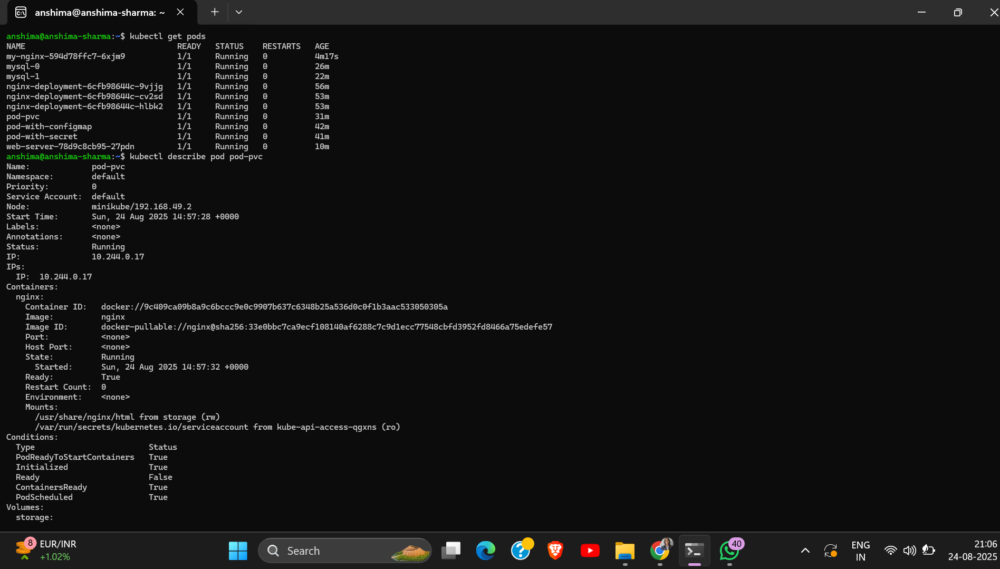 anshima@anshima-sharma: ~
anshima@anshima-sharma:~$ kubectl get pods
NAME READY STATUS RESTARTS AGE
my-nginx-594d78ffc7-6xjm9 1/1 Running 0 4m17s
mysql-0 1/1 Running 0 26m
mysql-1 1/1 Running 0 22m
nginx-deployment-6cfb98644c-9vjjg 1/1 Running 0 56m
nginx-deployment-6cfb98644c-cv2sd 1/1 Running 0 53m
nginx-deployment-6cfb98644c-hlbk2 1/1 Running 0 53m
pod-pvc 1/1 Running 0 31m
pod-with-configmap 1/1 Running 0 42m
pod-with-secret 1/1 Running 0 41m
web-server-78d9c8cb95-27pdn 1/1 Running 0 10m
anshima@anshima-sharma:~$ kubectl describe pod pod-pvc
Name: pod-pvc
Namespace: default
Priority: 0
Service Account: default
Node: minikube/192.168.49.2
Start Time: Sun, 24 Aug 2025 14:57:28 +0000
Labels: <none>
Annotations: <none>
Status: Running
IP: 10.244.0.17
IPs:
IP: 10.244.0.17
Containers:
nginx:
Container ID: docker://9c409ca09b8a9c6bccc9e0c9907b637c6348b25a536d0c0f1b3aac533050305a
Image: nginx
Image ID: docker-pullable://nginx@sha256:33e0bbc7ca9ecf108140af6288c7c9d1ecc77548cbfd3952fd8466a75edefe57
Port: <none>
Host Port: <none>
State: Running
Started: Sun, 24 Aug 2025 14:57:32 +0000
Ready: True
Restart Count: 0
Environment: <none>
Mounts:
/usr/share/nginx/html from storage (rw)
/var/run/secrets/kubernetes.io/serviceaccount from kube-api-access-qgxns (ro)
Conditions:
Type Status
PodReadyToStartContainers True
Initialized True
Ready False
ContainersReady True
PodScheduled True
Volumes:
storage:
8 EUR/INR
+1.02%
Search
40
ENG
IN
21:06
24-08-2025